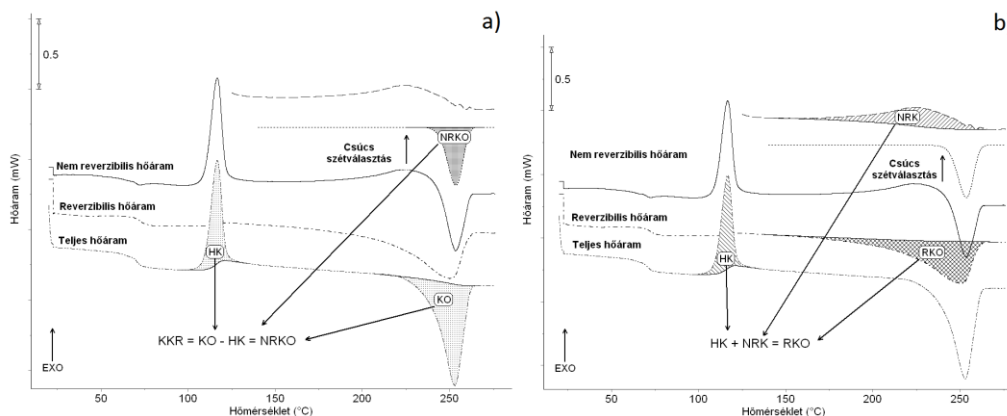 a)
0.5
Hőáram (mW)
NRKO
Csúcs
szétválasztás
Nem reverzibilis hőáram
Reverzibilis hőáram
Teljes hőáram
HK
KO
KKR = KO - HK = NRKO
EXO
50 100 150 200 250
Hőmérséklet (°C)
b
0.5
Hőáram (mW)
NRK
Csúcs
szétválasztás
Nem reverzibilis hőáram
Reverzibilis hőáram
Teljes hőáram
HK
RKO
HK + NRK = RKO
EXO
50 100 150 200 250
Hőmérséklet (°C)